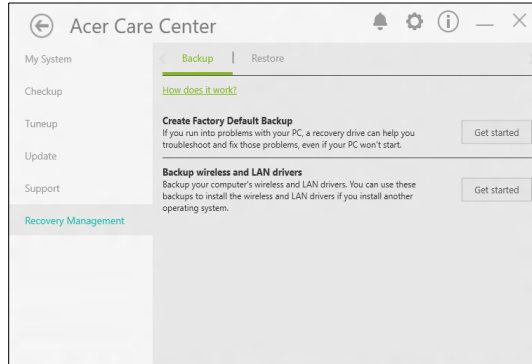 Acer Care Center
My System
Checkup
Tuneup
Update
Support
Recovery Management
Backup | Restore
How does it work?
Create Factory Default Backup
If you run into problems with your PC, a recovery drive can help you
troubleshoot and fix those problems, even if your PC won't start.
Get started
Backup wireless and LAN drivers
Backup your computer's wireless and LAN drivers. You can use these
backups to install the wireless and LAN drivers if you install another
operating system.
Get started